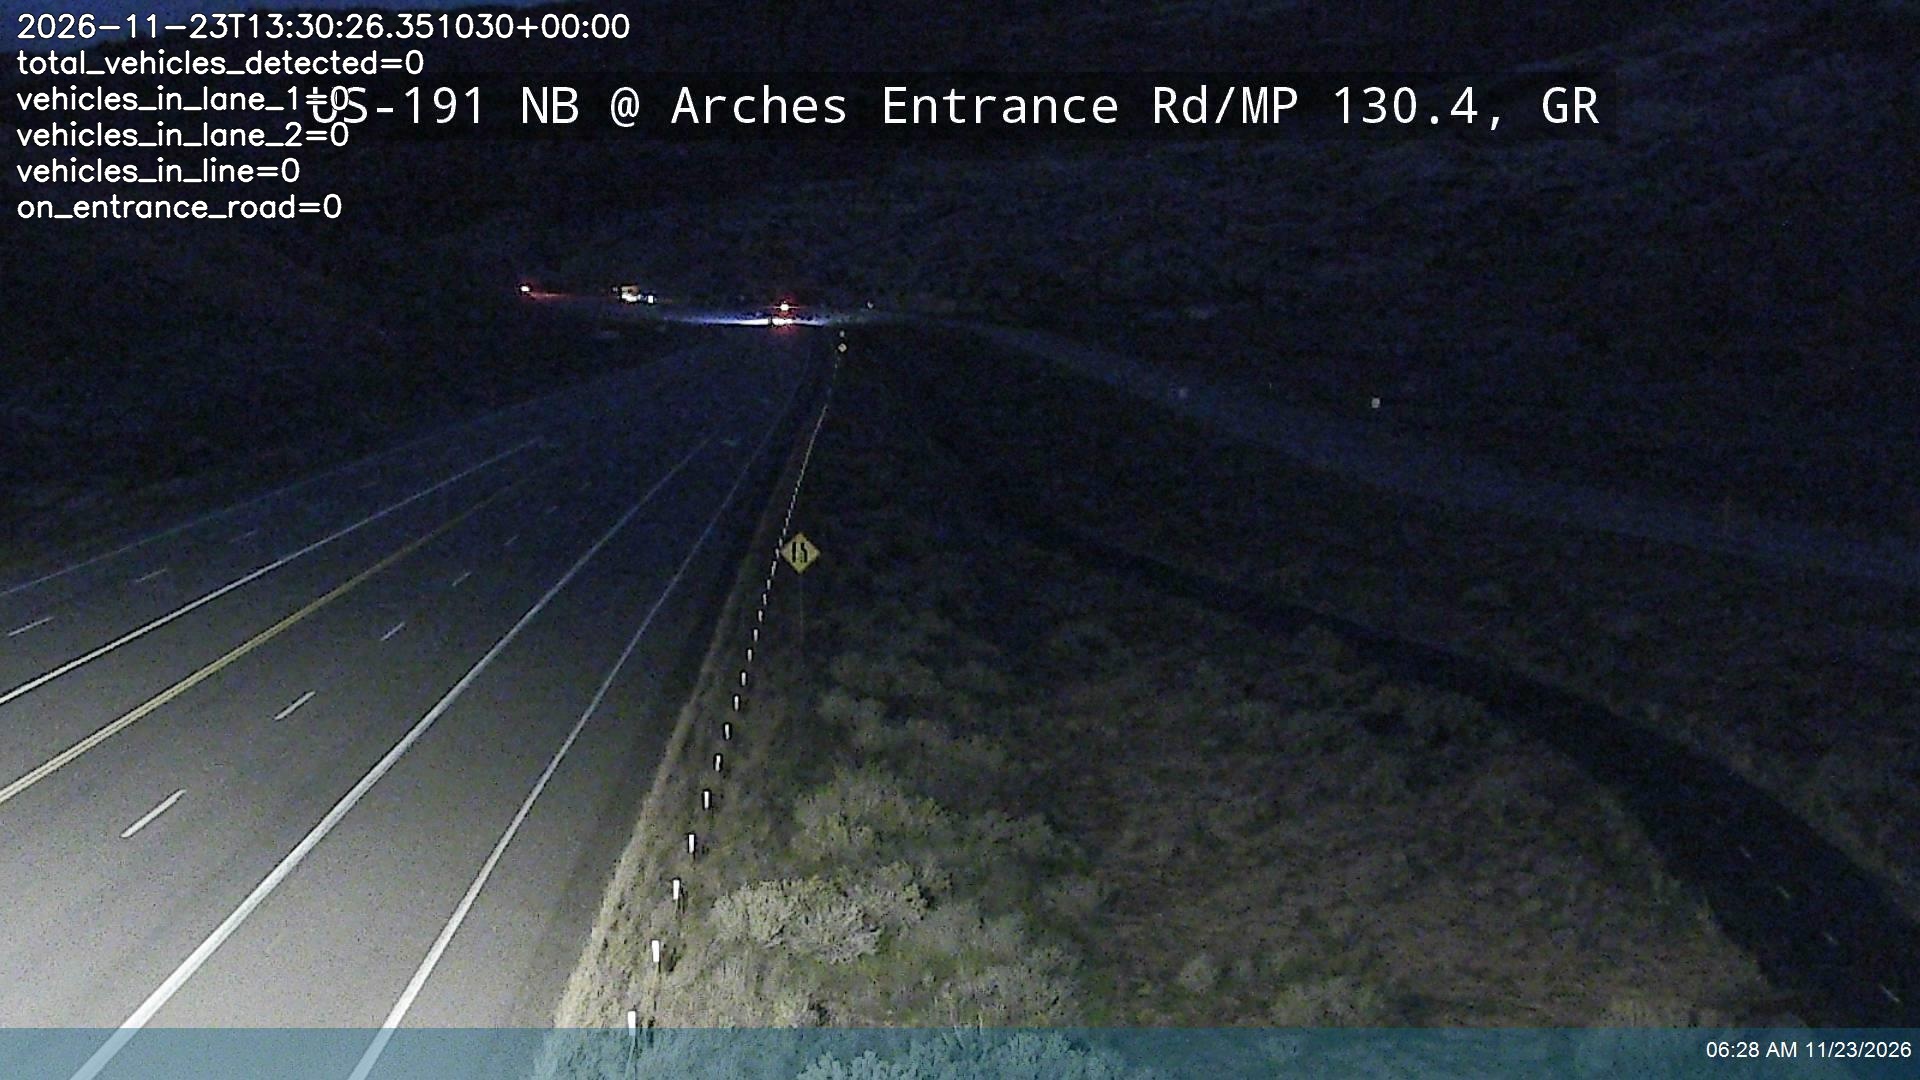 2026-11-23T13:30:26.351030+00:00
total_vehicles_detected=0
vehicles_in_lane_1=0
US-191 NB @ Arches Entrance Rd/MP 130.4, GR
vehicles_in_lane_2=0
vehicles_in_line=0
on_entrance_road=0
06:28 AM 11/23/2026